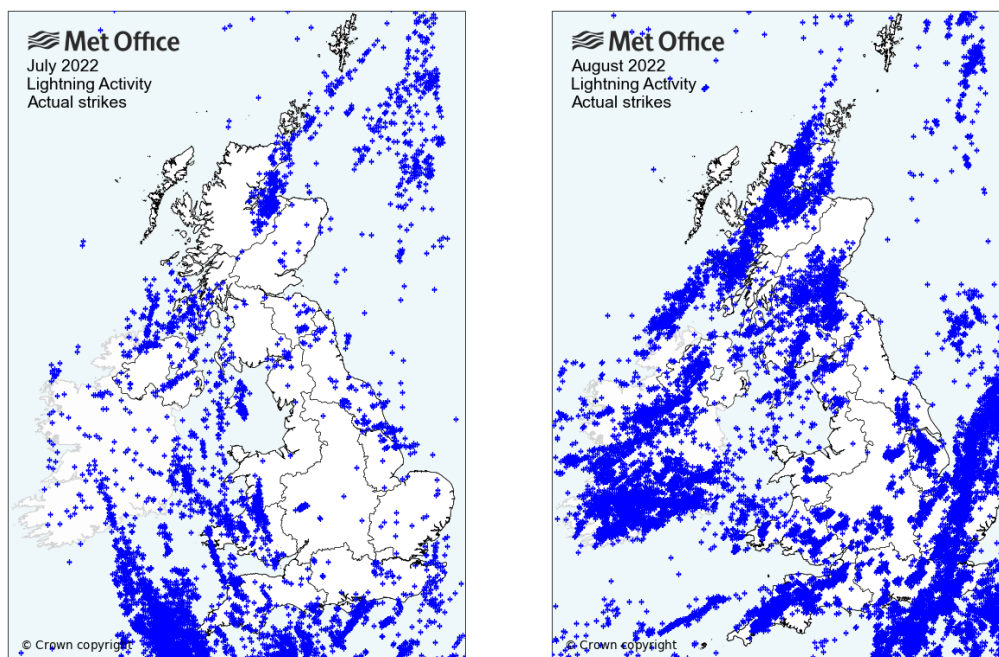 Met Office
July 2022
Lightning Activity
Actual strikes
© Crown copyright
Met Office
August 2022
Lightning Activity
Actual strikes
© Crown copyright